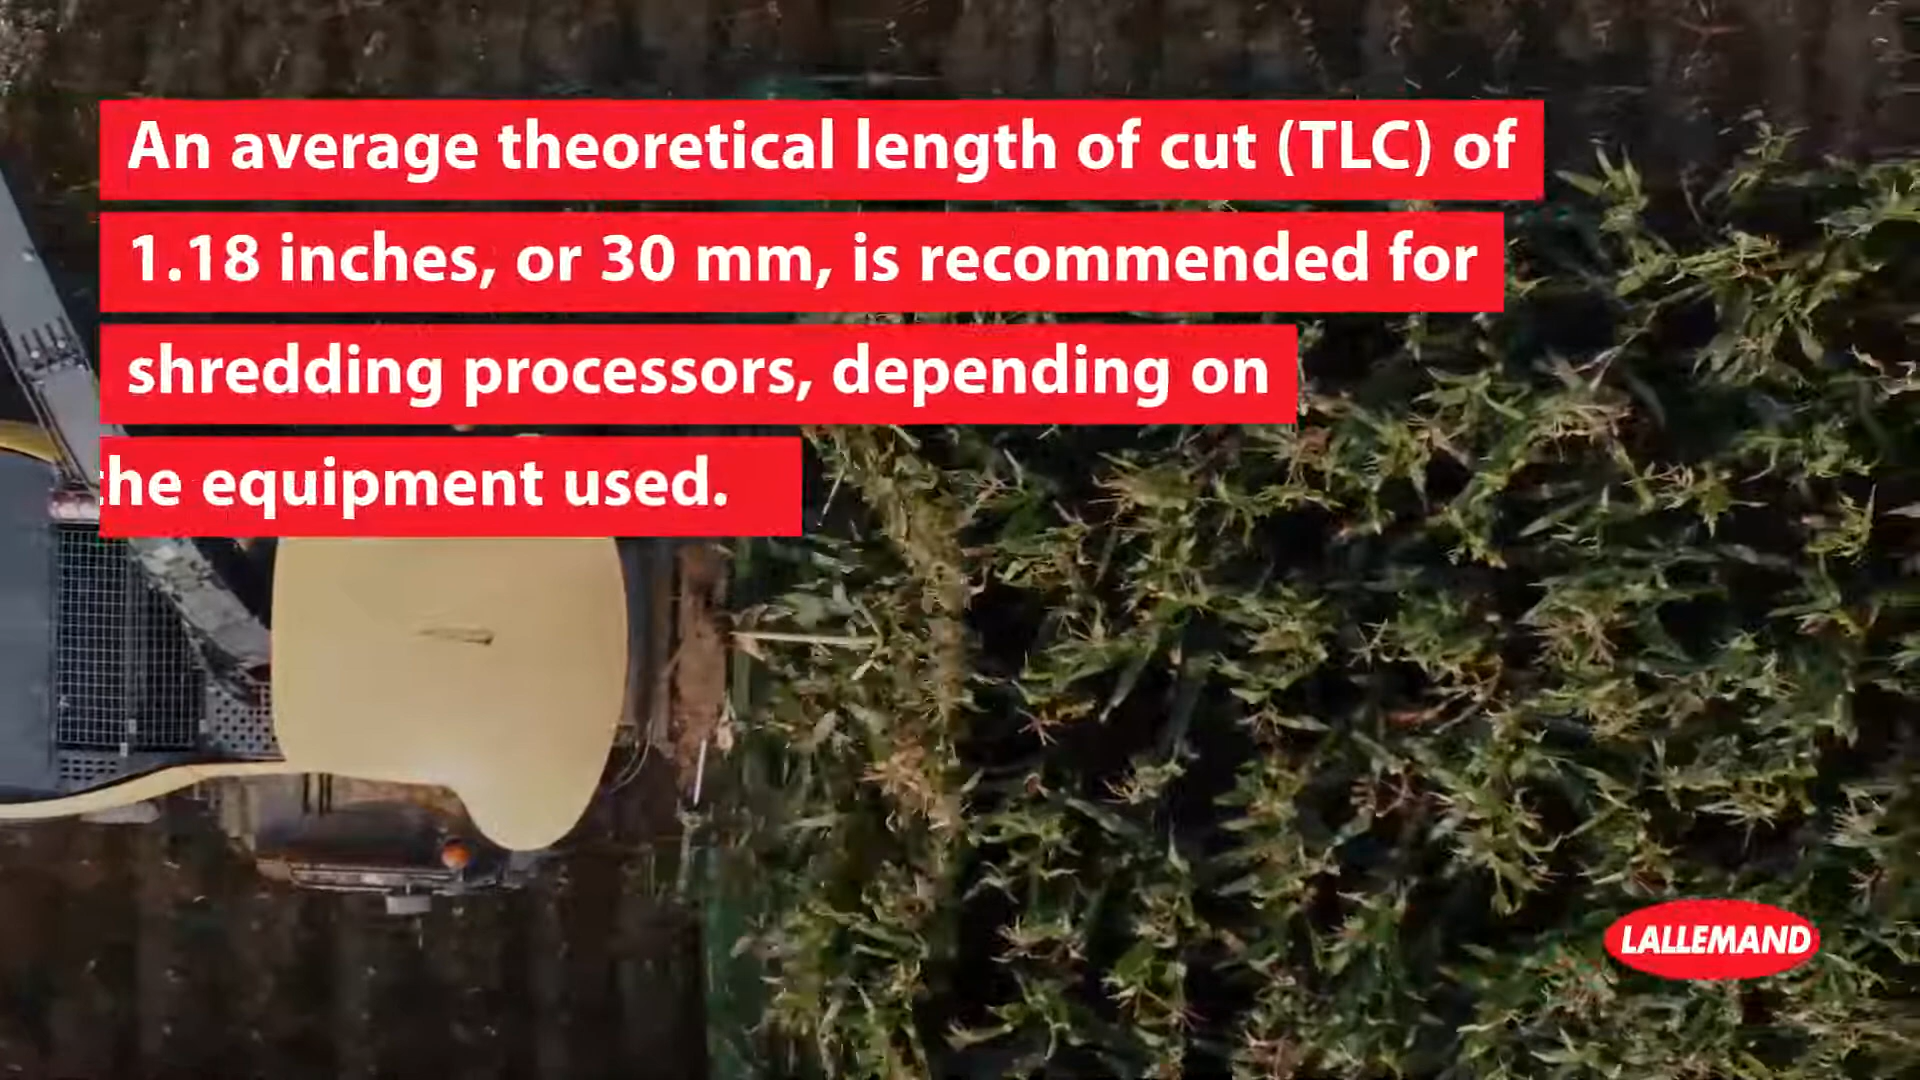 An average theoretical length of cut (TLC) of
1.18 inches, or 30 mm, is recommended for
shredding processors, depending on
the equipment used.
LALLEMAND